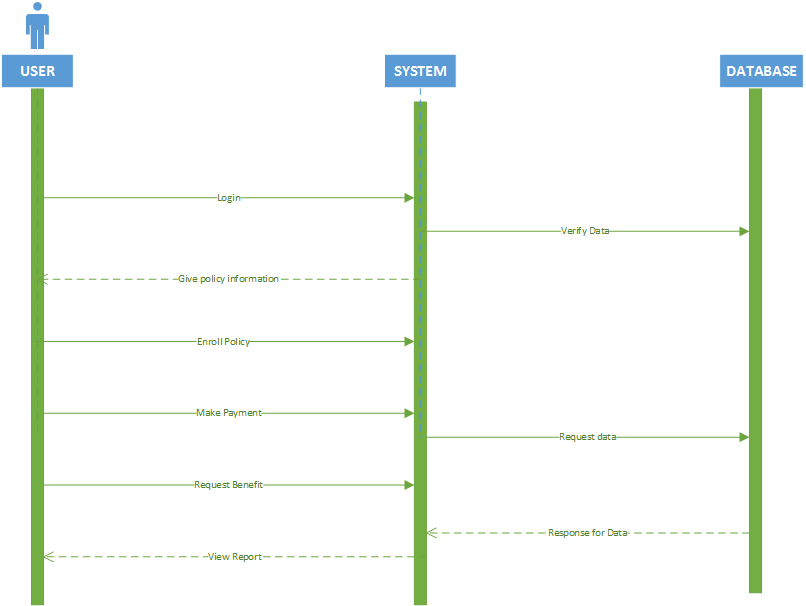 USER
SYSTEM
DATABASE
Login
Verify Data
Give policy information
Enroll Policy
Make Payment
Request data
Request Benefit
Response for Data
View Report